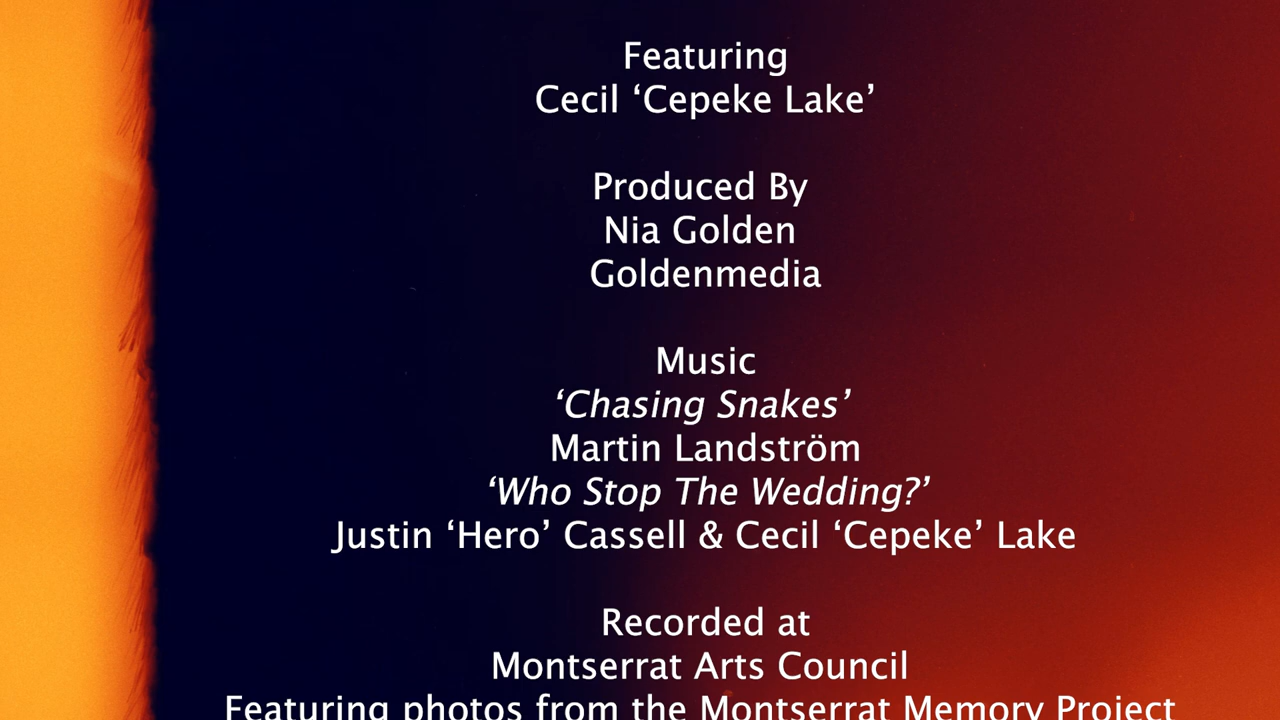 Featuring
Cecil ‘Cepeke Lake’
Produced By
Nia Golden
Goldenmedia
Music
‘Chasing Snakes’
Martin Landström
‘Who Stop The Wedding?’
Justin ‘Hero’ Cassell & Cecil ‘Cepeke’ Lake
Recorded at
Montserrat Arts Council
Featuring photos from the Montserrat Memory Project